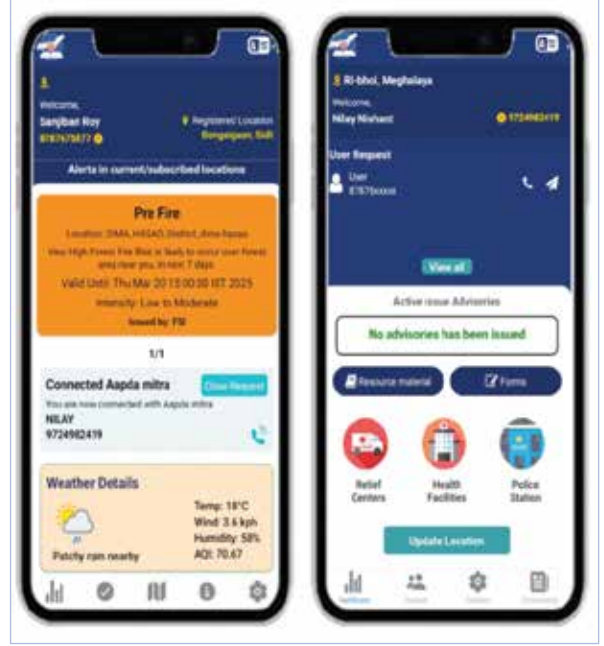 Welcome,
Sanjiban Roy
Registered Location
8787675877
Bongaigaon, Sidli
Alerts in current/subscribed locations
Pre Fire
Location: DIMA, HASAO, District, dima hasao
Very High Forest Fire Risk is likely to occur over Forest
area near you, in next 7 days
Valid Until: Thu Mar 20 15:00:00 IST 2025
Intensity: Low to Moderate
Issued by: FSI
1/1
Connected Aapda mitra
Close Request
You are now connected with Aapda mitra
NILAY
9724982419
Weather Details
Temp: 18°C
Wind: 3.6 kph
Humidity: 58%
AQI: 70.67
Patchy rain nearby
Ri-bhoi, Meghalaya
Welcome,
Nilay Nishant
9724982419
User Request
User
View all
Active issue Advisories
No advisories has been issued
Resource material
Forms
Relief
Centers
Health
Facilities
Police
Station
Update Location